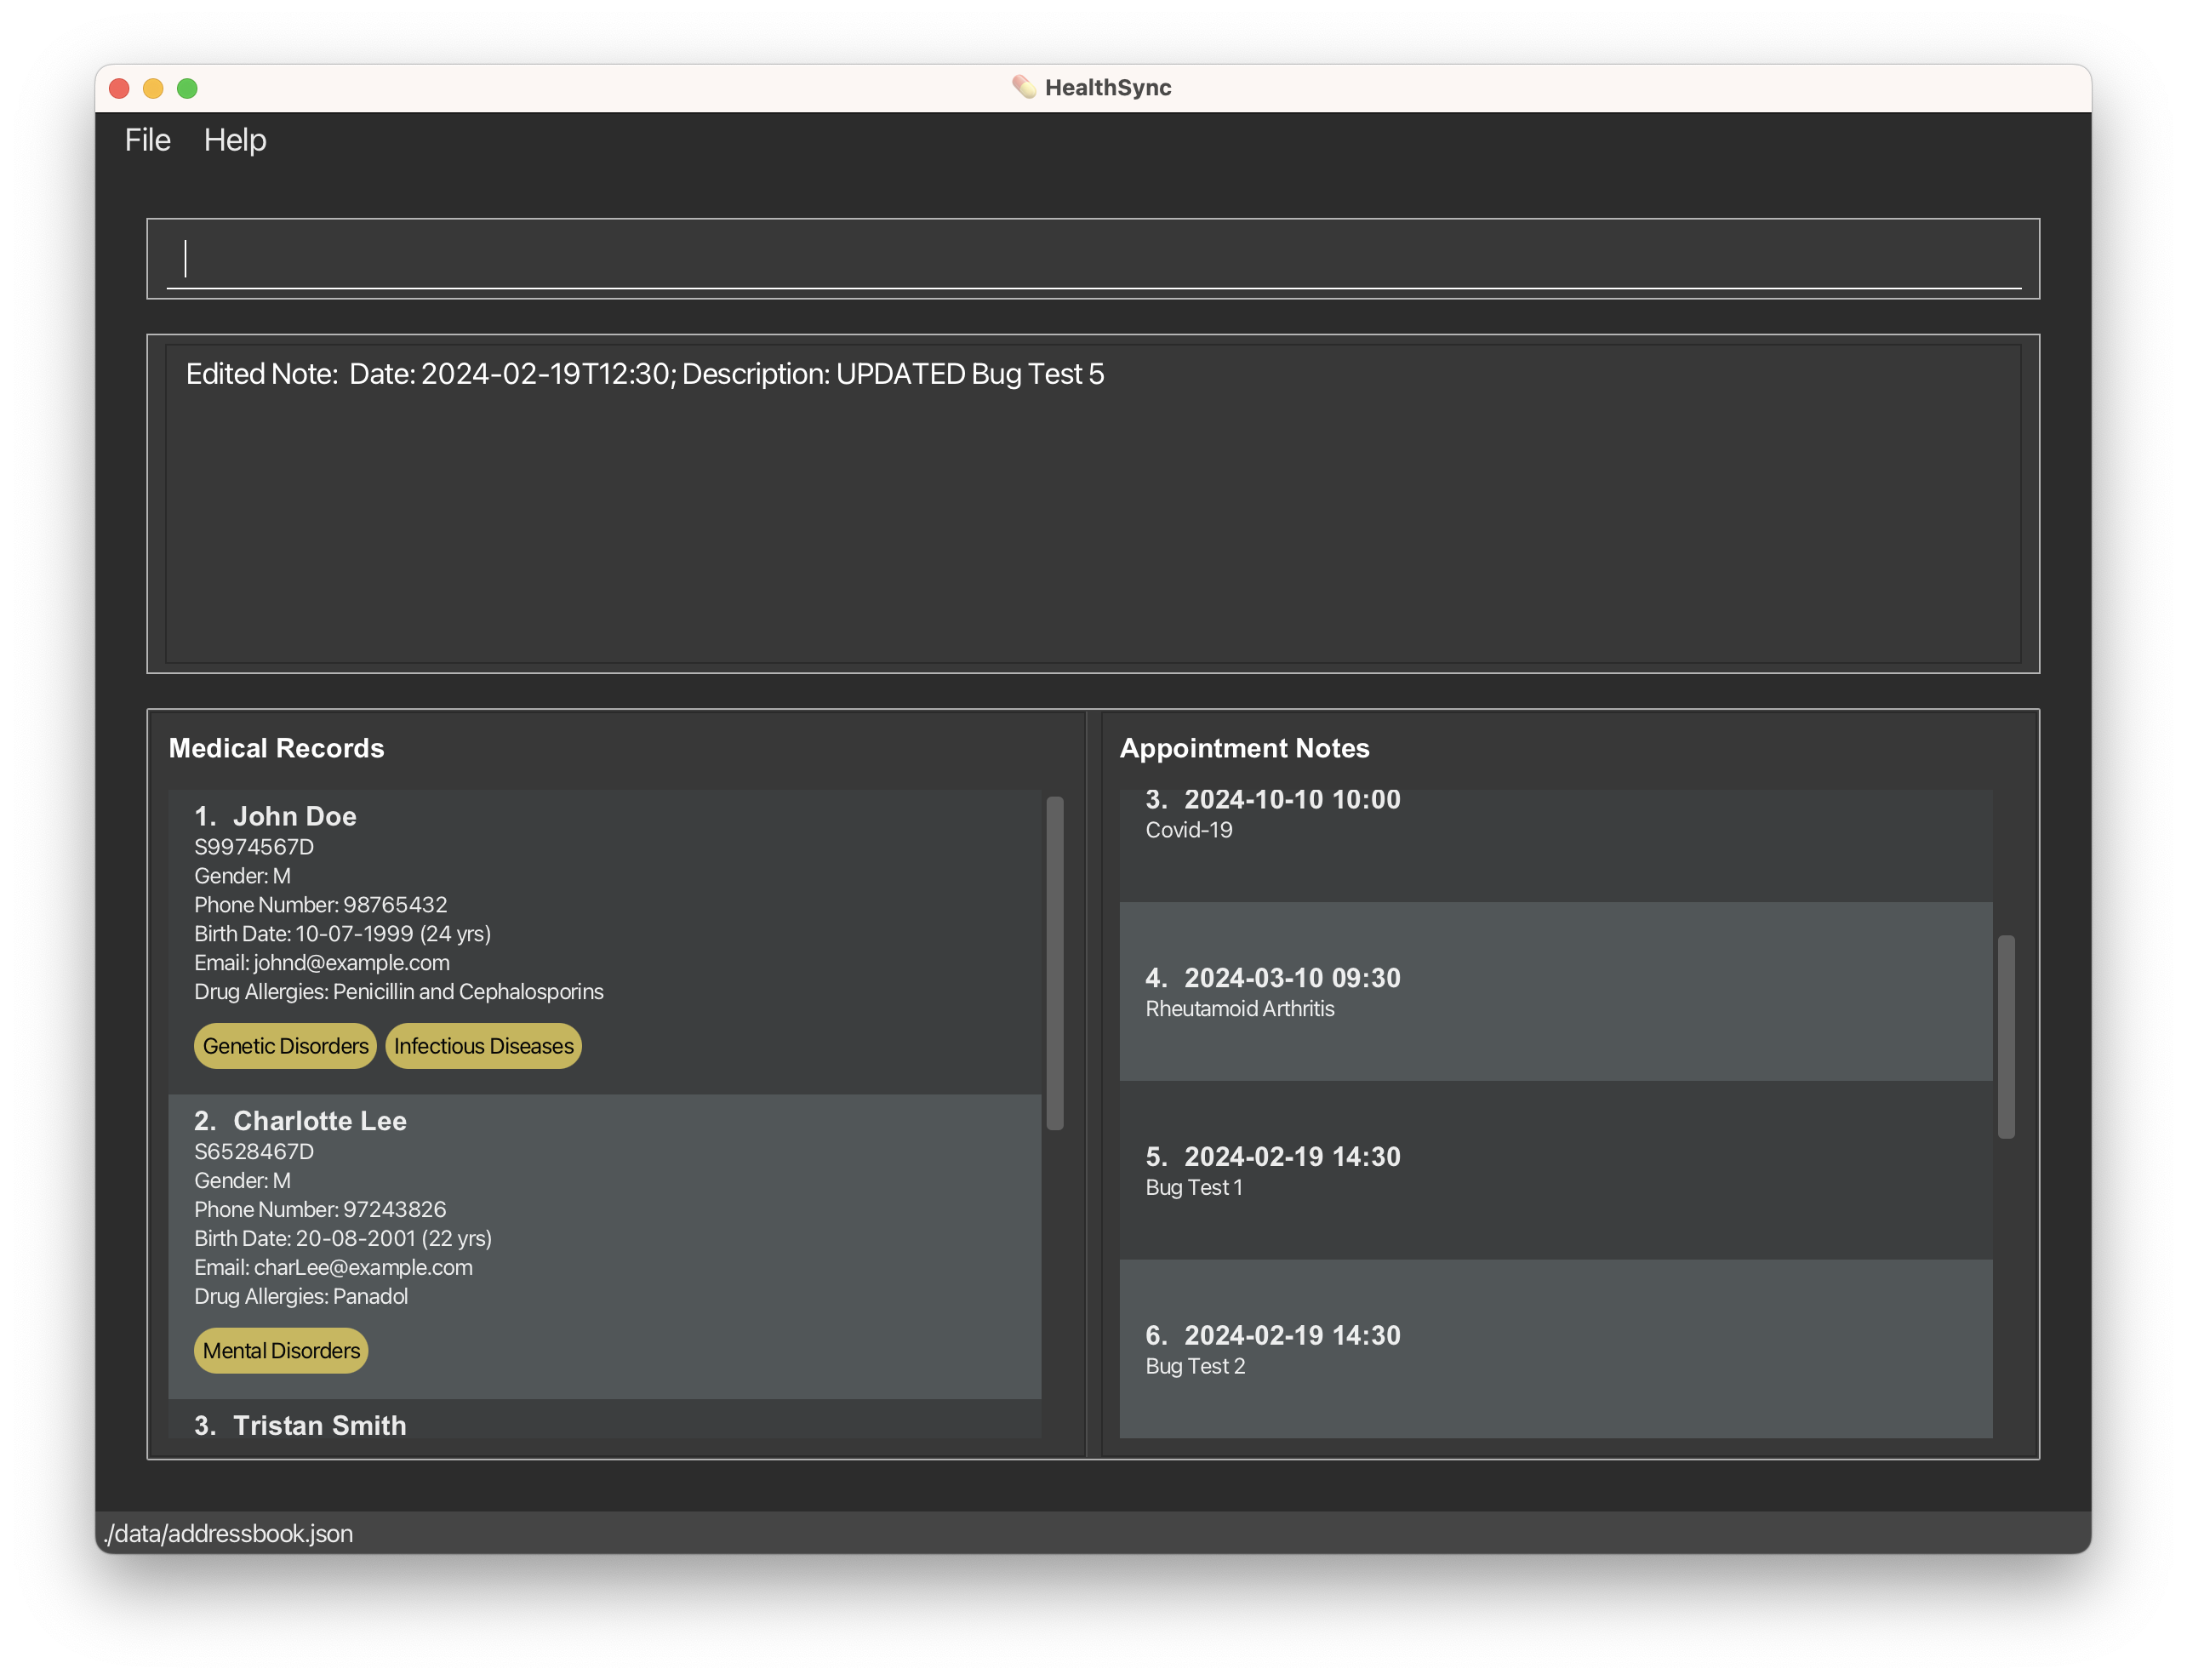 HealthSync
File Help
Edited Note: Date: 2024-02-19T12:30; Description: UPDATED Bug Test 5
Medical Records
1. John Doe
S9974567D
Gender: M
Phone Number: 98765432
Birth Date: 10-07-1999 (24 yrs)
Email: johnd@example.com
Drug Allergies: Penicillin and Cephalosporins
Genetic Disorders Infectious Diseases
2. Charlotte Lee
S6528467D
Gender: M
Phone Number: 97243826
Birth Date: 20-08-2001 (22 yrs)
Email: charLee@example.com
Drug Allergies: Panadol
Mental Disorders
3. Tristan Smith
Appointment Notes
3. 2024-10-10 10:00
Covid-19
4. 2024-03-10 09:30
Rheutamoid Arthritis
5. 2024-02-19 14:30
Bug Test 1
6. 2024-02-19 14:30
Bug Test 2
./data/addressbook.json